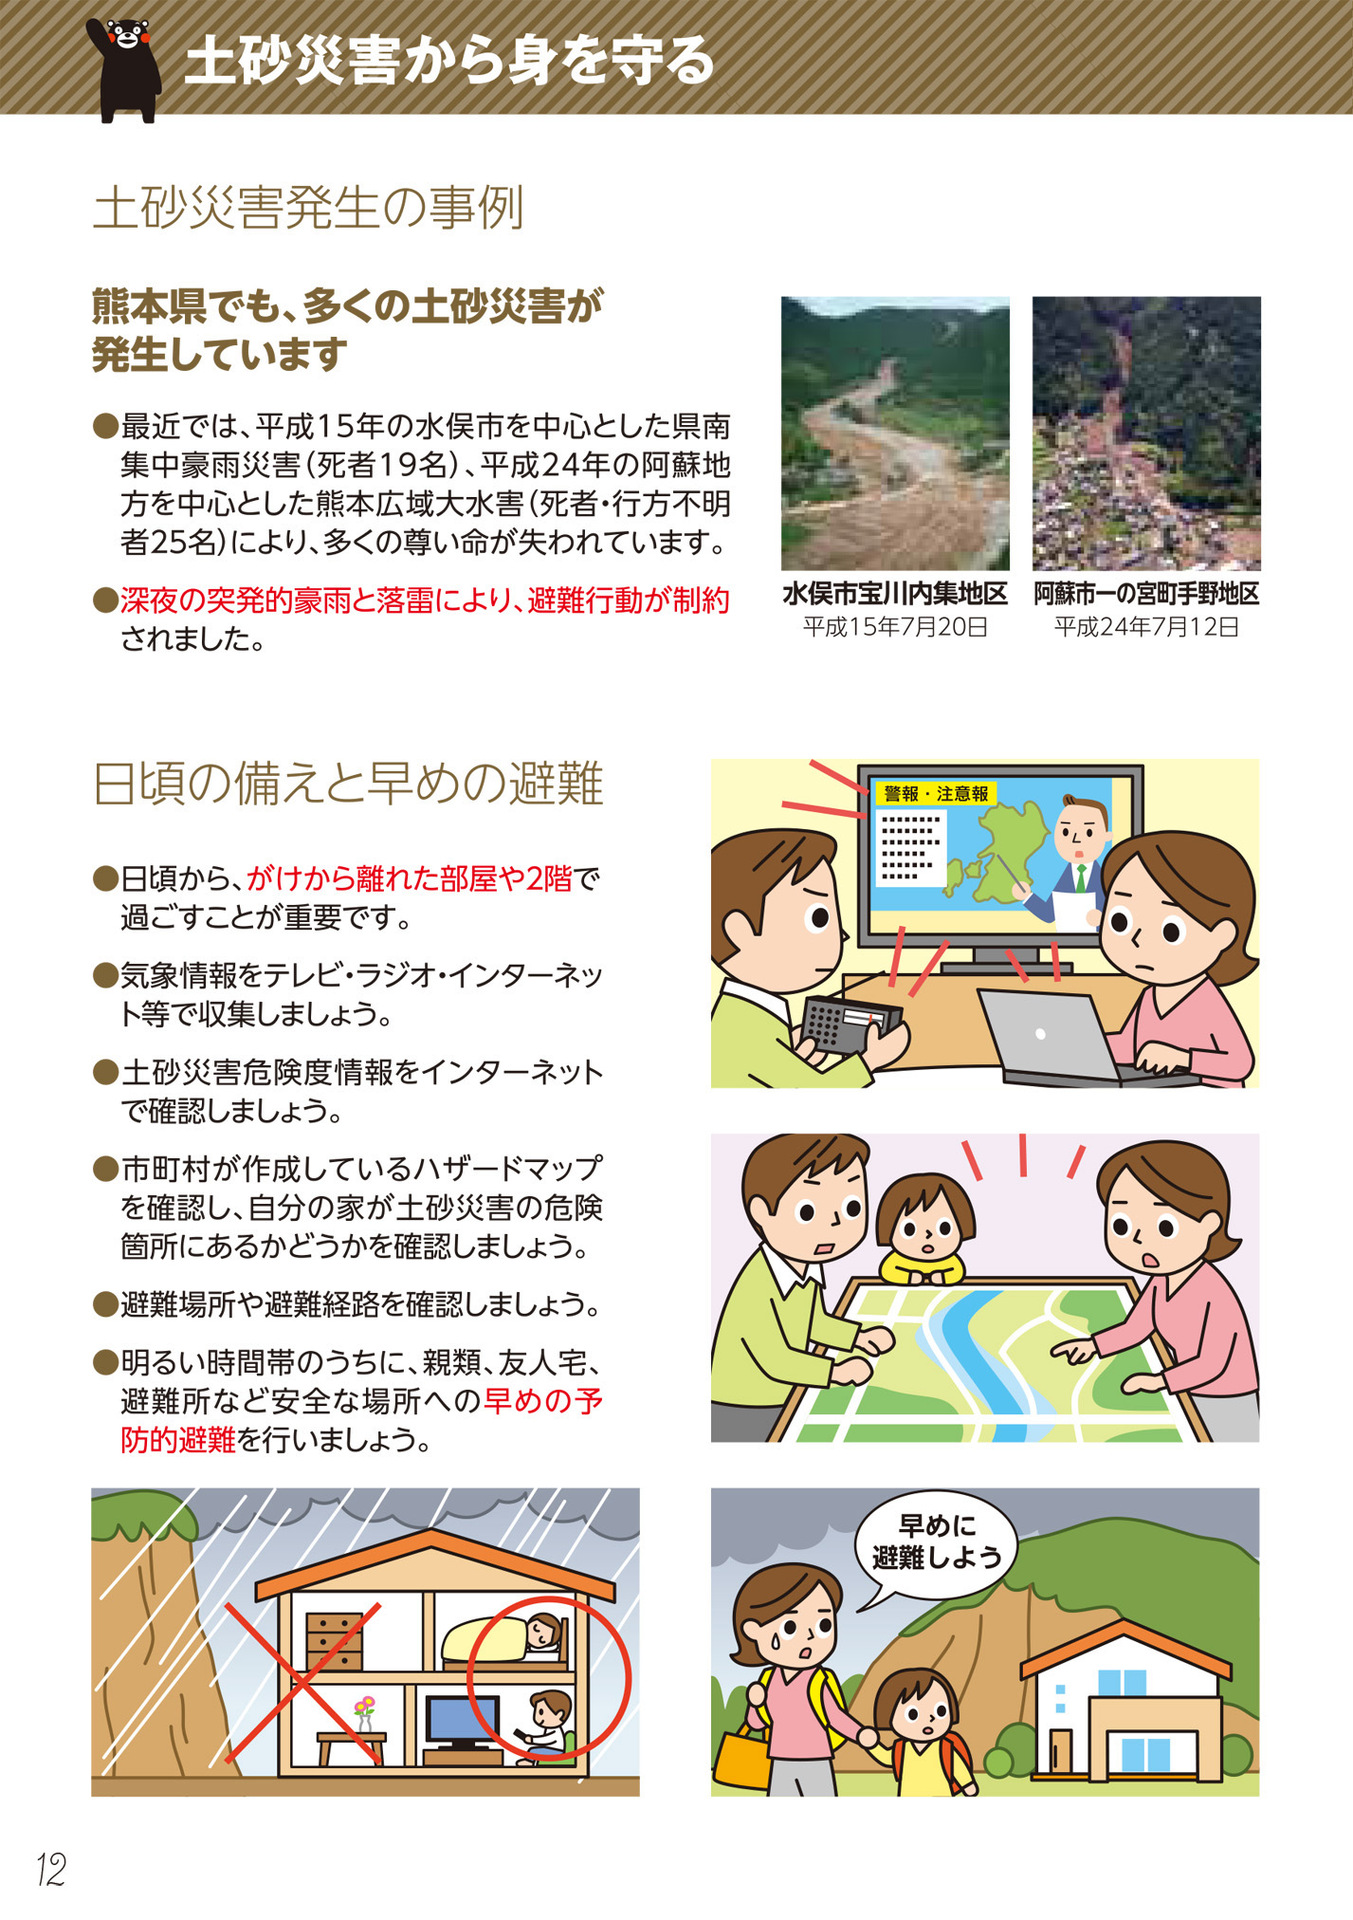 土砂災害から身を守る
土砂災害発生の事例
熊本県でも、多くの土砂災害が
発生しています
●最近では、平成15年の水俣市を中心とした県南
集中豪雨災害(死者19名)、平成24年の阿蘇地
方を中心とした熊本広域大水害(死者・行方不明
者25名)により、多くの尊い命が失われています。
●深夜の突発的豪雨と落雷により、避難行動が制約
されました。
水俣市宝川内集地区
平成15年7月20日
阿蘇市一の宮町手野地区
平成24年7月12日
日頃の備えと早めの避難
●日頃から、がけから離れた部屋や2階で
過ごすことが重要です。
●気象情報をテレビ・ラジオ・インターネッ
ト等で収集しましょう。
●土砂災害危険度情報をインターネット
で確認しましょう。
●市町村が作成しているハザードマップ
を確認し、自分の家が土砂災害の危険
箇所にあるかどうかを確認しましょう。
●避難場所や避難経路を確認しましょう。
●明るい時間帯のうちに、親類、友人宅、
避難所など安全な場所への早めの予
防的避難を行いましょう。
警報・注意報
早めに
避難しよう
12